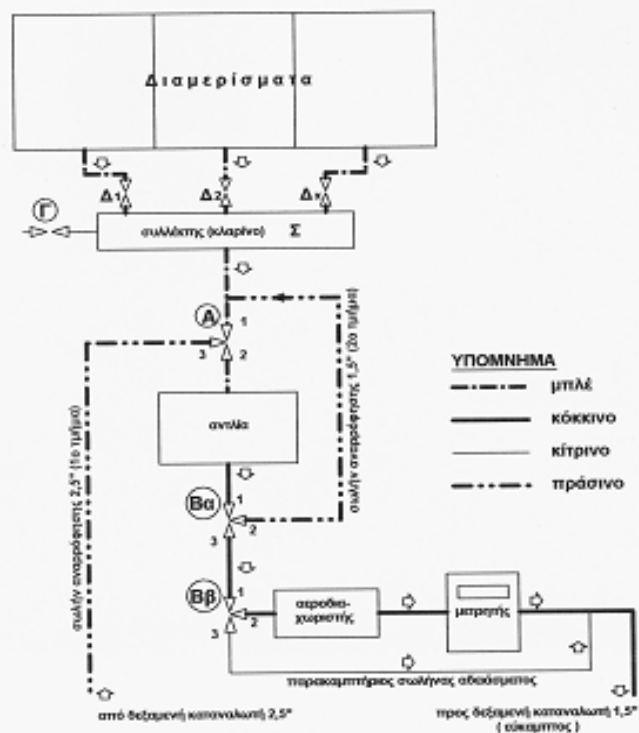 Διαμερίσματα
Δ1
Δ2
Δν
Γ
συλλέκτης (κλαρίνο) Σ
Α
1
3
2
σωλήν αναρρόφησης 2,5" (1ο τμήμα)
σωλήν αναρρόφησης 1,5" (2ο τμήμα)
αντλία
Βα
1
2
3
Ββ
1
2
3
αεροδια-
χωριστής
μετρητής
παρακαμπτήριος σωλήνας αδειάσματος
από δεξαμενή καταναλωτή 2,5"
προς δεξαμενή καταναλωτή 1,5"
( εύκαμπτος )
ΥΠΟΜΝΗΜΑ
μπλέ
κόκκινο
κίτρινο
πράσινο